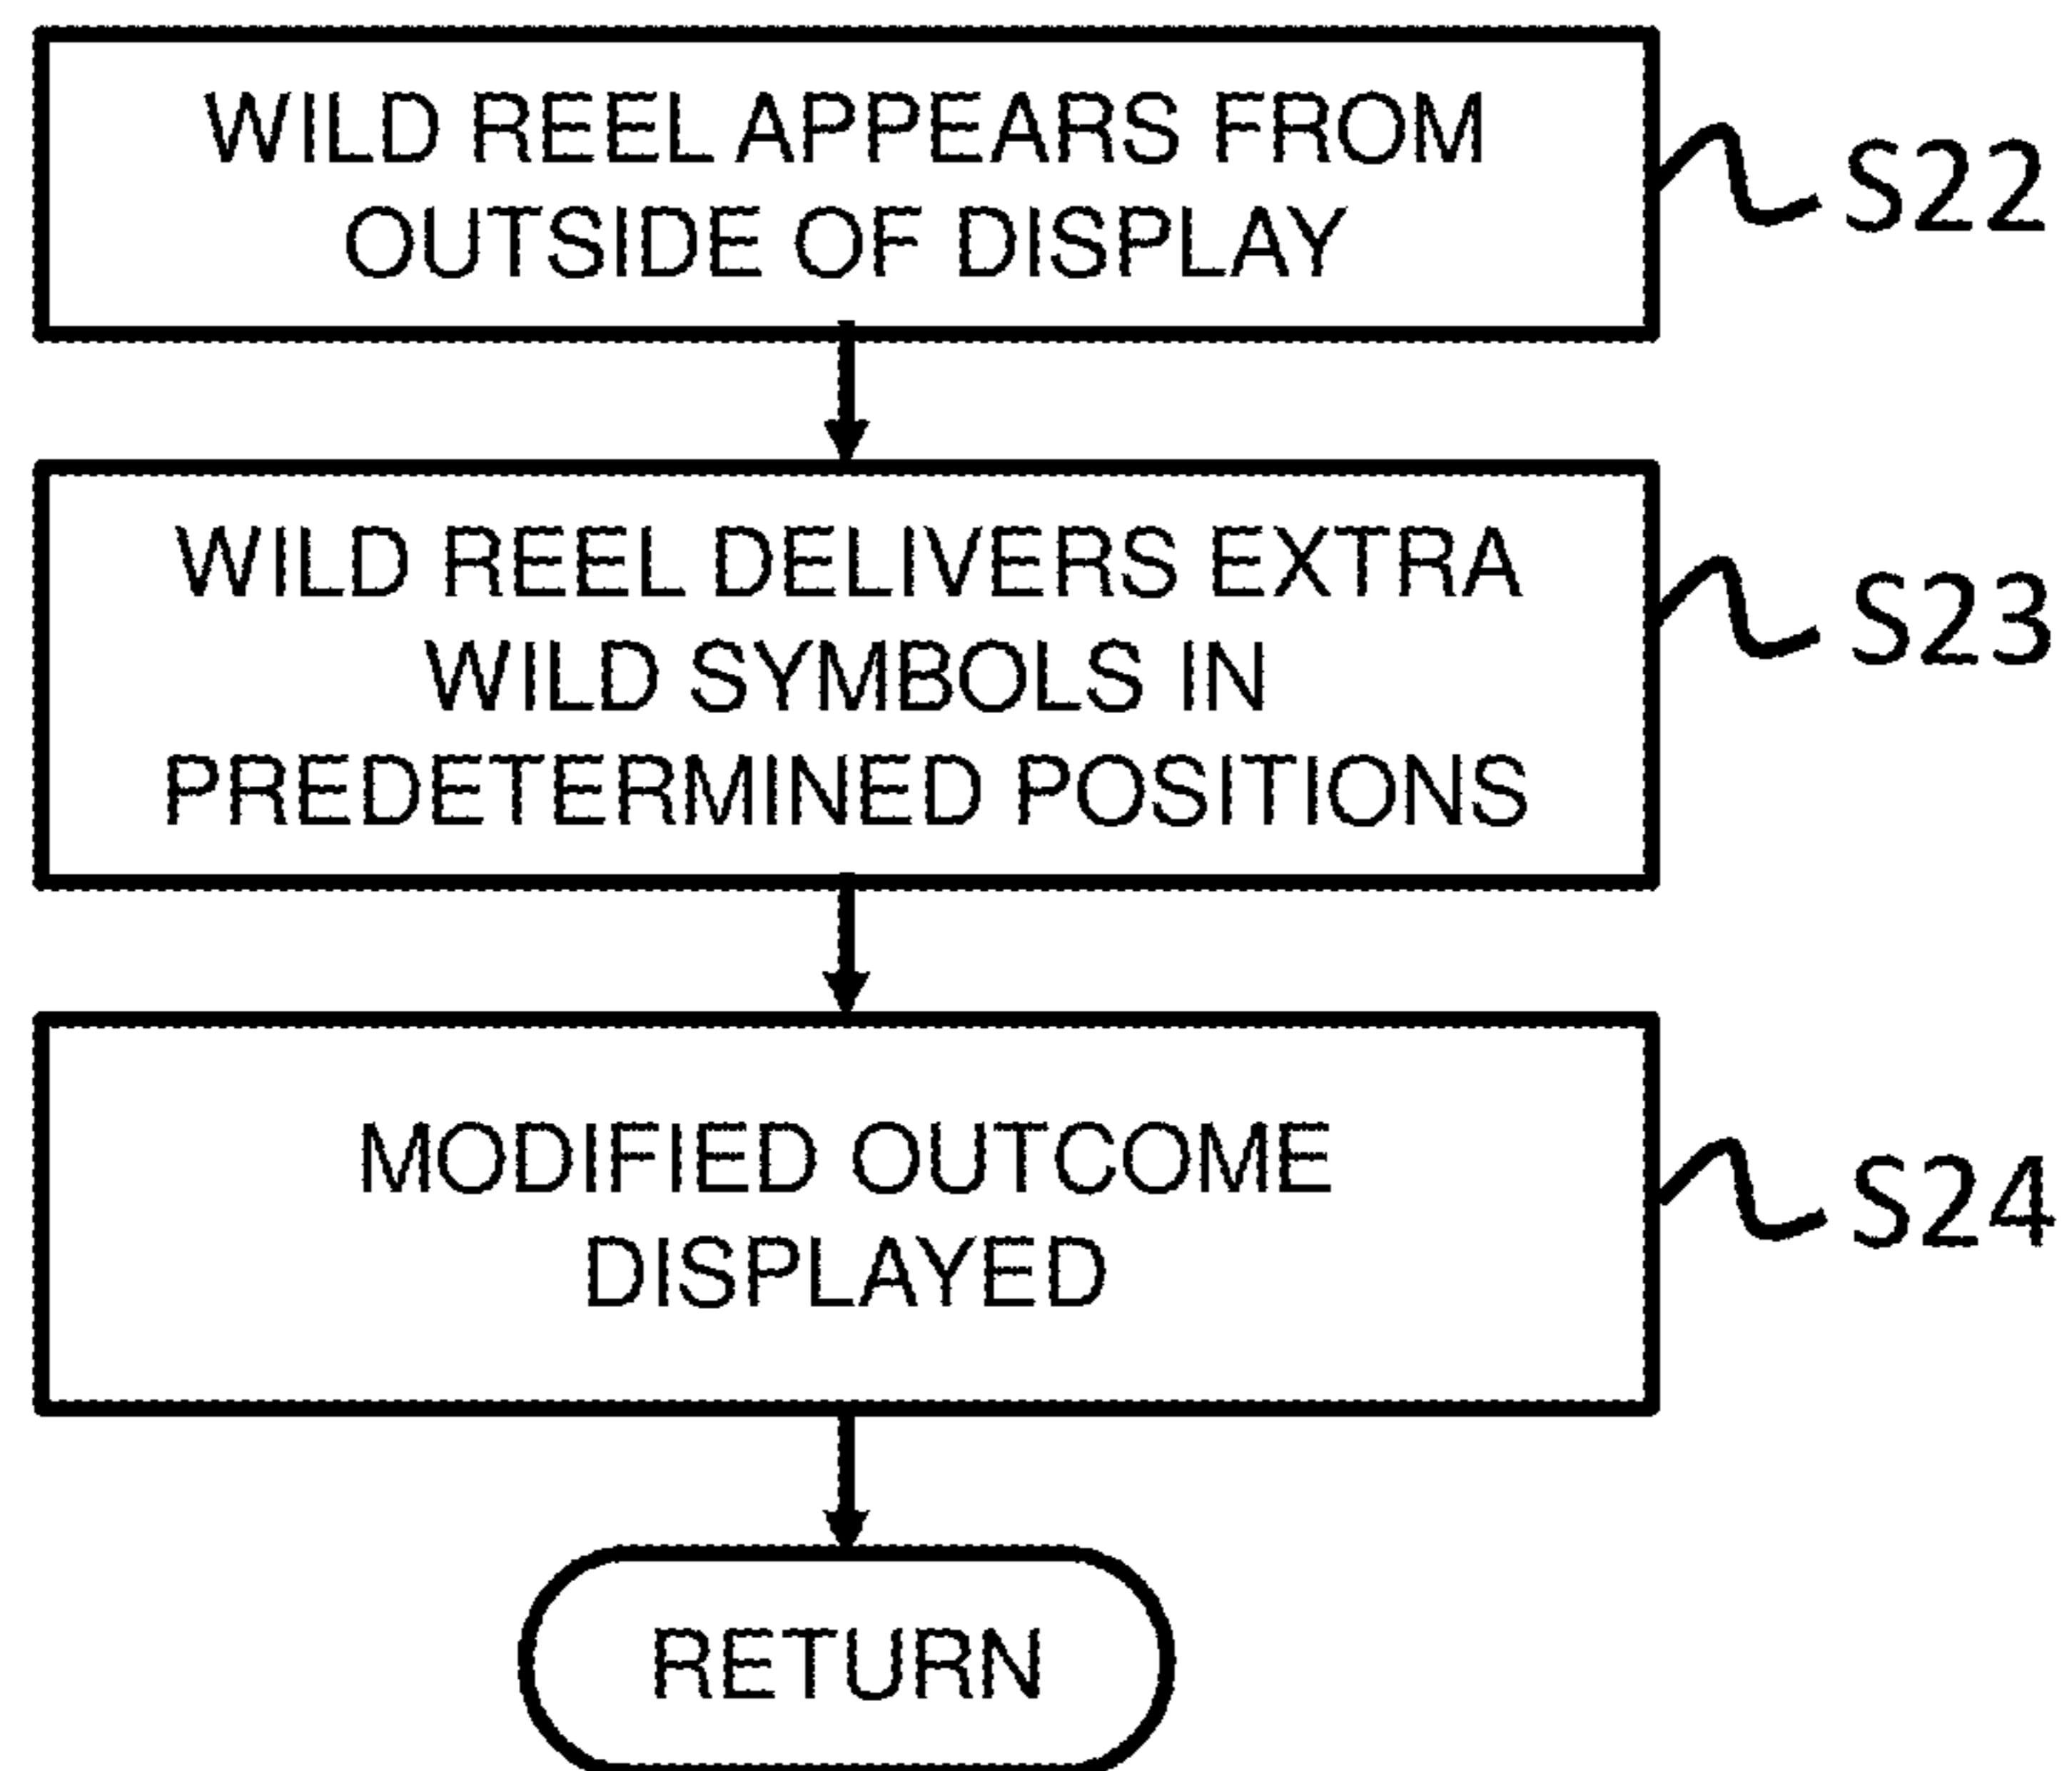 WILD REEL APPEARS FROM
OUTSIDE OF DISPLAY
S22
WILD REEL DELIVERS EXTRA
WILD SYMBOLS IN
PREDETERMINED POSITIONS
S23
MODIFIED OUTCOME
DISPLAYED
S24
RETURN